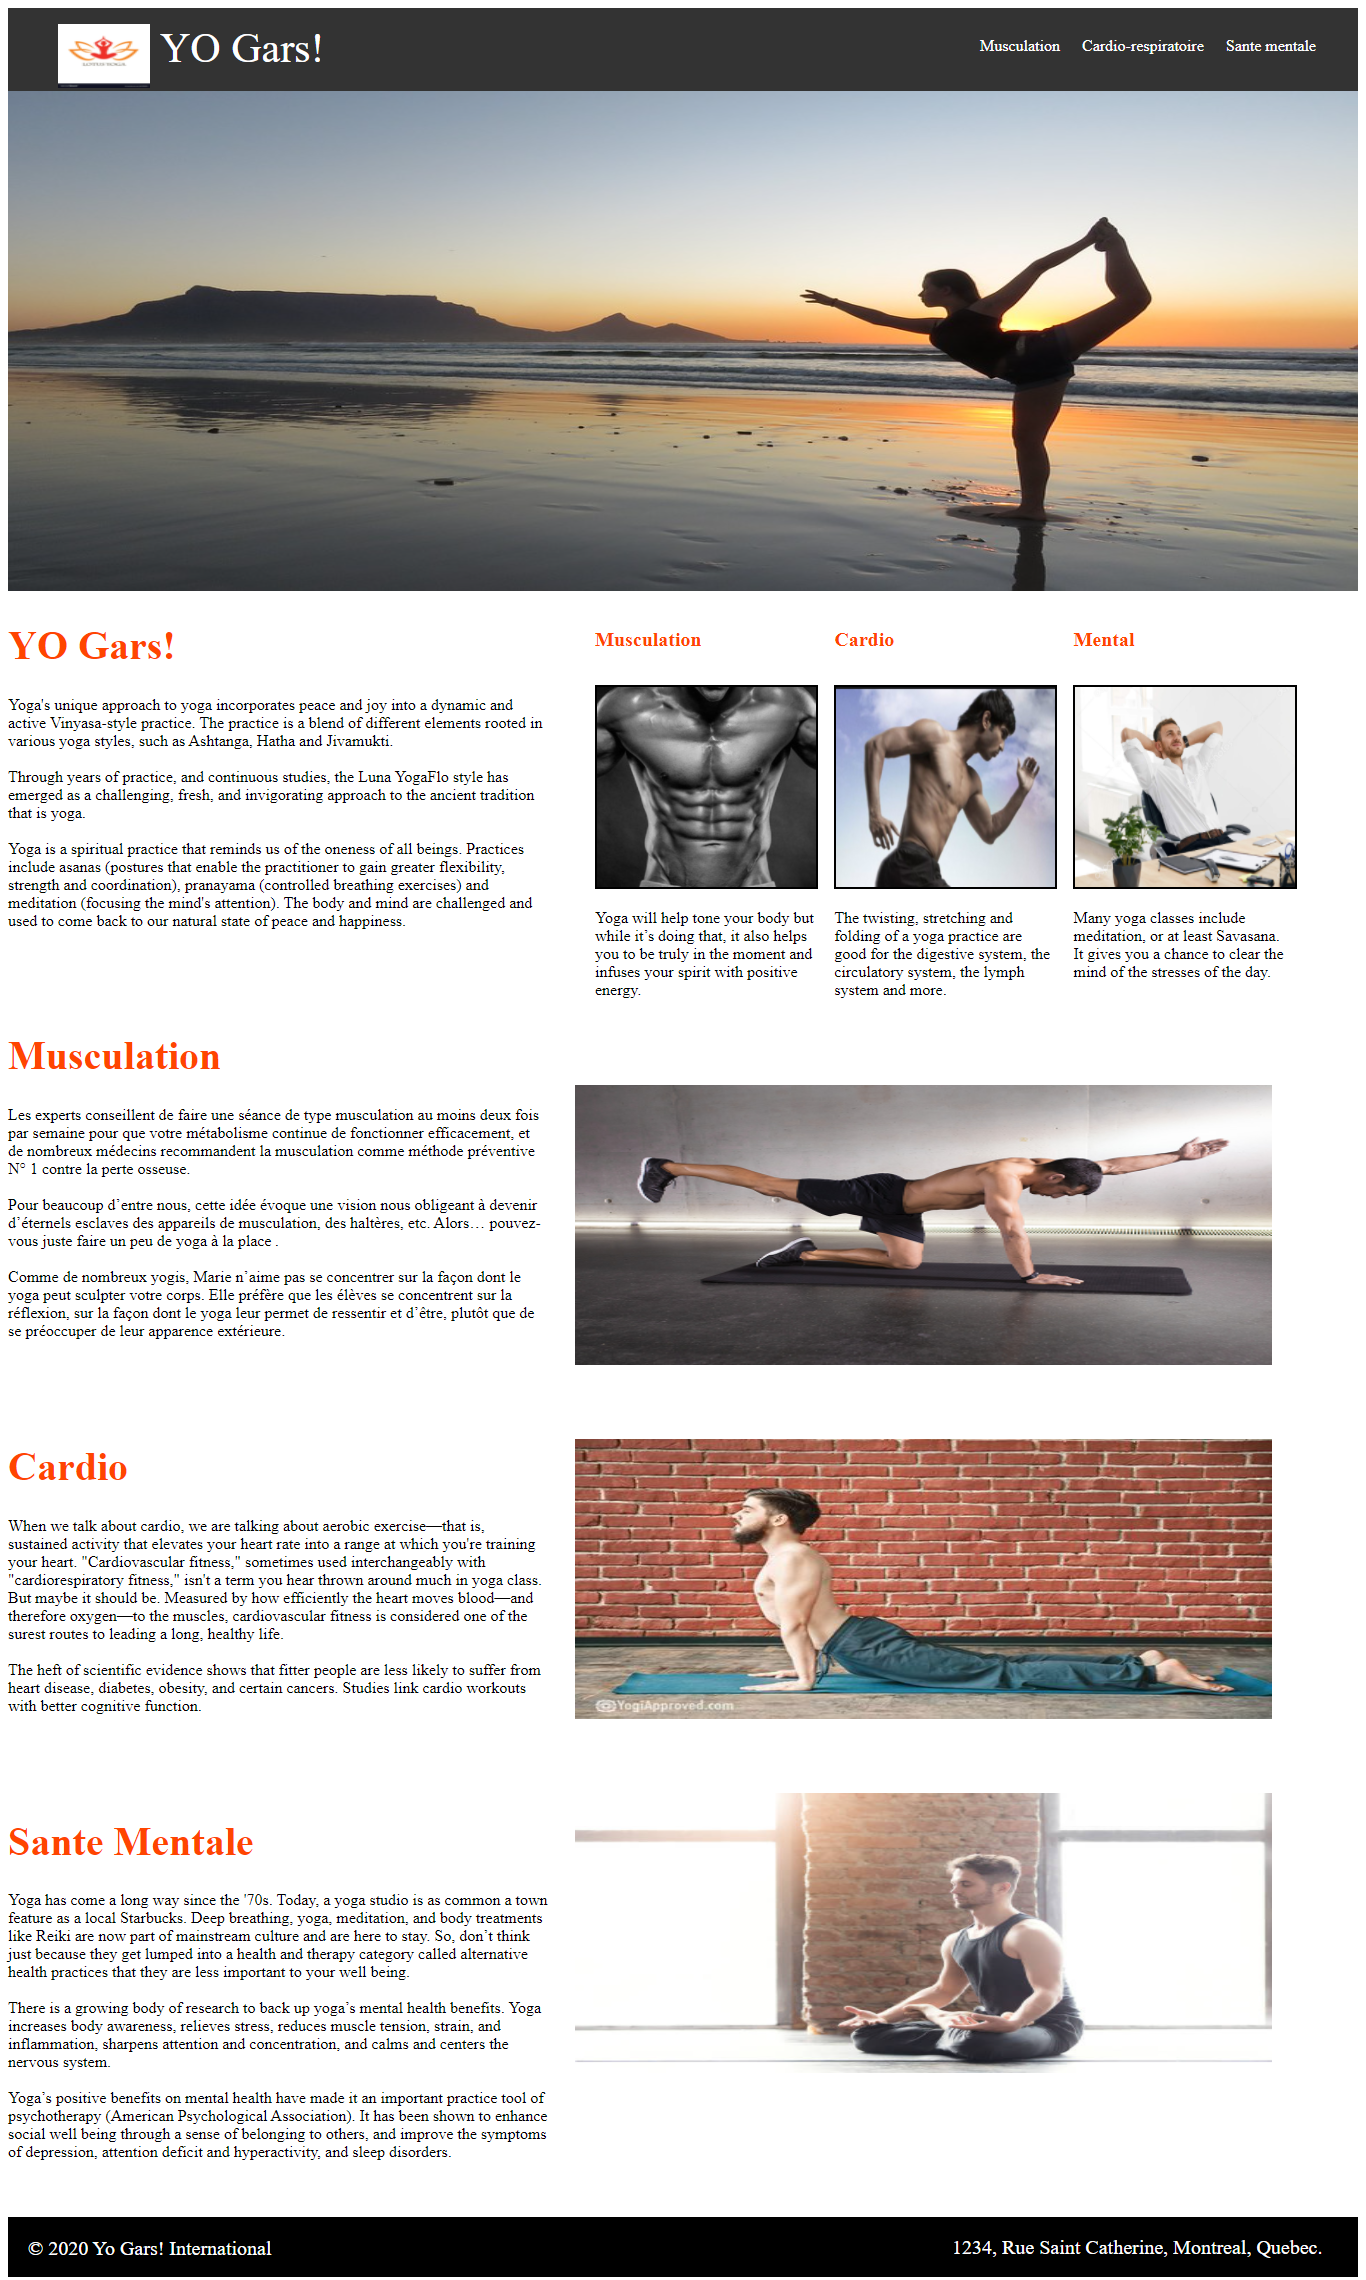 YO Gars!
Musculation Cardio-respiratoire Sante mentale
YO Gars!
Yoga's unique approach to yoga incorporates peace and joy into a dynamic and
active Vinyasa-style practice. The practice is a blend of different elements rooted in
various yoga styles, such as Ashtanga, Hatha and Jivamukti.
Through years of practice, and continuous studies, the Luna YogaFlo style has
emerged as a challenging, fresh, and invigorating approach to the ancient tradition
that is yoga.
Yoga is a spiritual practice that reminds us of the oneness of all beings. Practices
include asanas (postures that enable the practitioner to gain greater flexibility,
strength and coordination), pranayama (controlled breathing exercises) and
meditation (focusing the mind's attention). The body and mind are challenged and
used to come back to our natural state of peace and happiness.
Musculation
Yoga will help tone your body but
while it’s doing that, it also helps
you to be truly in the moment and
infuses your spirit with positive
energy.
Cardio
The twisting, stretching and
folding of a yoga practice are
good for the digestive system, the
circulatory system, the lymph
system and more.
Mental
Many yoga classes include
meditation, or at least Savasana.
It gives you a chance to clear the
mind of the stresses of the day.
Musculation
Les experts conseillent de faire une séance de type musculation au moins deux fois
par semaine pour que votre métabolisme continue de fonctionner efficacement, et
de nombreux médecins recommandent la musculation comme méthode préventive
N° 1 contre la perte osseuse.
Pour beaucoup d’entre nous, cette idée évoque une vision nous obligeant à devenir
d’éternels esclaves des appareils de musculation, des haltères, etc. Alors… pouvez-
vous juste faire un peu de yoga à la place .
Comme de nombreux yogis, Marie n’aime pas se concentrer sur la façon dont le
yoga peut sculpter votre corps. Elle préfère que les élèves se concentrent sur la
réflexion, sur la façon dont le yoga leur permet de ressentir et d’être, plutôt que de
se préoccuper de leur apparence extérieure.
Cardio
When we talk about cardio, we are talking about aerobic exercise—that is,
sustained activity that elevates your heart rate into a range at which you're training
your heart. "Cardiovascular fitness," sometimes used interchangeably with
"cardiorespiratory fitness," isn't a term you hear thrown around much in yoga class.
But maybe it should be. Measured by how efficiently the heart moves blood—and
therefore oxygen—to the muscles, cardiovascular fitness is considered one of the
surest routes to leading a long, healthy life.
The heft of scientific evidence shows that fitter people are less likely to suffer from
heart disease, diabetes, obesity, and certain cancers. Studies link cardio workouts
with better cognitive function.
YogiApproved.com
Sante Mentale
Yoga has come a long way since the '70s. Today, a yoga studio is as common a town
feature as a local Starbucks. Deep breathing, yoga, meditation, and body treatments
like Reiki are now part of mainstream culture and are here to stay. So, don’t think
just because they get lumped into a health and therapy category called alternative
health practices that they are less important to your well being.
There is a growing body of research to back up yoga’s mental health benefits. Yoga
increases body awareness, relieves stress, reduces muscle tension, strain, and
inflammation, sharpens attention and concentration, and calms and centers the
nervous system.
Yoga’s positive benefits on mental health have made it an important practice tool of
psychotherapy (American Psychological Association). It has been shown to enhance
social well being through a sense of belonging to others, and improve the symptoms
of depression, attention deficit and hyperactivity, and sleep disorders.
© 2020 Yo Gars! International
1234, Rue Saint Catherine, Montreal, Quebec.